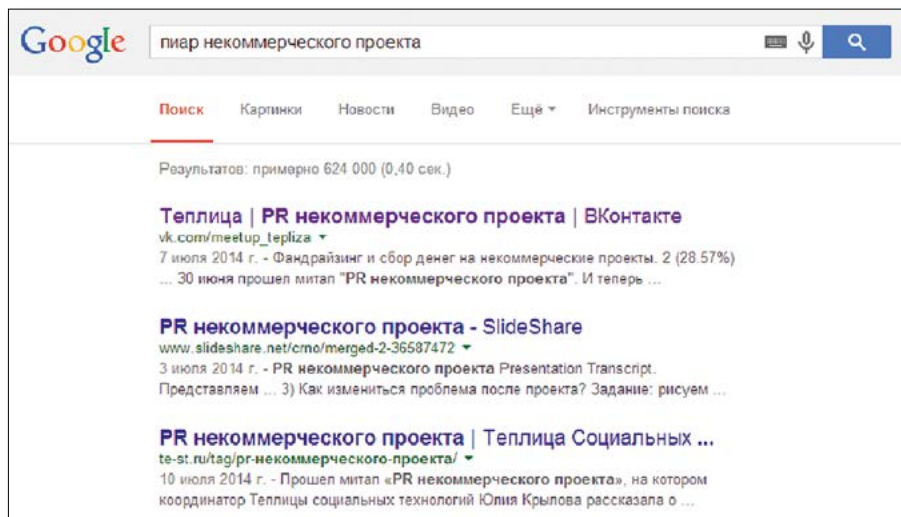 Google
пиар некоммерческого проекта
Поиск Картинки Новости Видео Ещё Инструменты поиска
Результатов: примерно 624 000 (0,40 сек.)
Теплица | PR некоммерческого проекта | ВКонтакте
vk.com/meetup_tepliza
7 июля 2014 г. - Фандрайзинг и сбор денег на некоммерческие проекты. 2 (28.57%)
... 30 июня прошел митап "PR некоммерческого проекта". И теперь ...
PR некоммерческого проекта - SlideShare
www.slideshare.net/crno/merged-2-36587472
3 июля 2014 г. - PR некоммерческого проекта Presentation Transcript.
Представляем ... 3) Как измениться проблема после проекта? Задание: рисуем ...
PR некоммерческого проекта | Теплица Социальных ...
te-st.ru/tag/pr-некоммерческого-проекта/
10 июля 2014 г. - Прошел митап «PR некоммерческого проекта», на котором
координатор Теплицы социальных технологий Юлия Крылова рассказала о ...